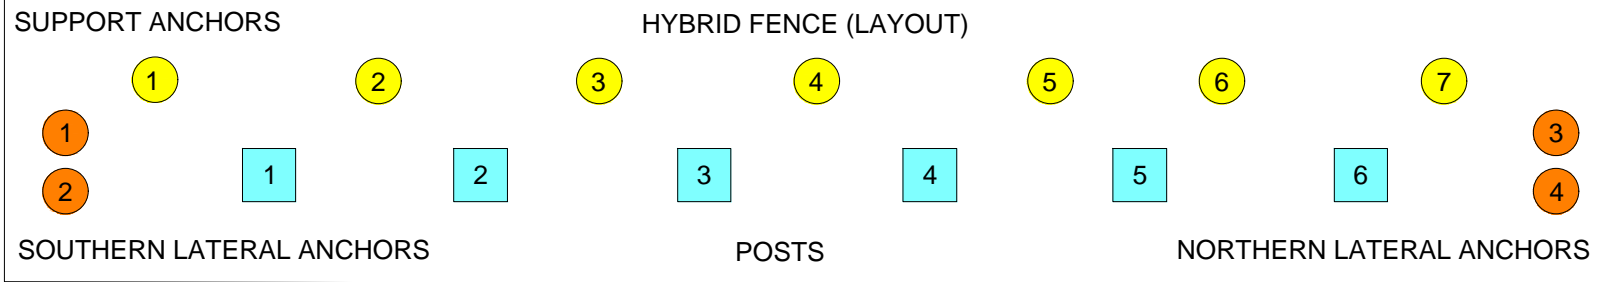 SUPPORT ANCHORS
HYBRID FENCE (LAYOUT)
1 2 3 4 5 6 7
1 3
2 1 2 3 4 5 6 4
SOUTHERN LATERAL ANCHORS POSTS NORTHERN LATERAL ANCHORS